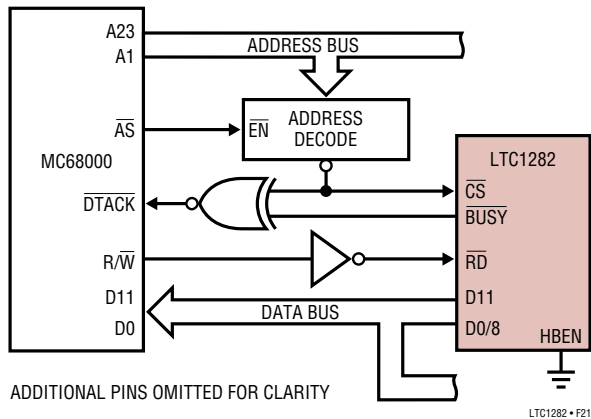 A23
A1
ADDRESS BUS
AS
EN
ADDRESS
DECODE
MC68000
LTC1282
DTACK
CS
BUSY
R/W
RD
D11
D0
DATA BUS
D11
D0/8
HBEN
ADDITIONAL PINS OMITTED FOR CLARITY
LTC1282 • F21